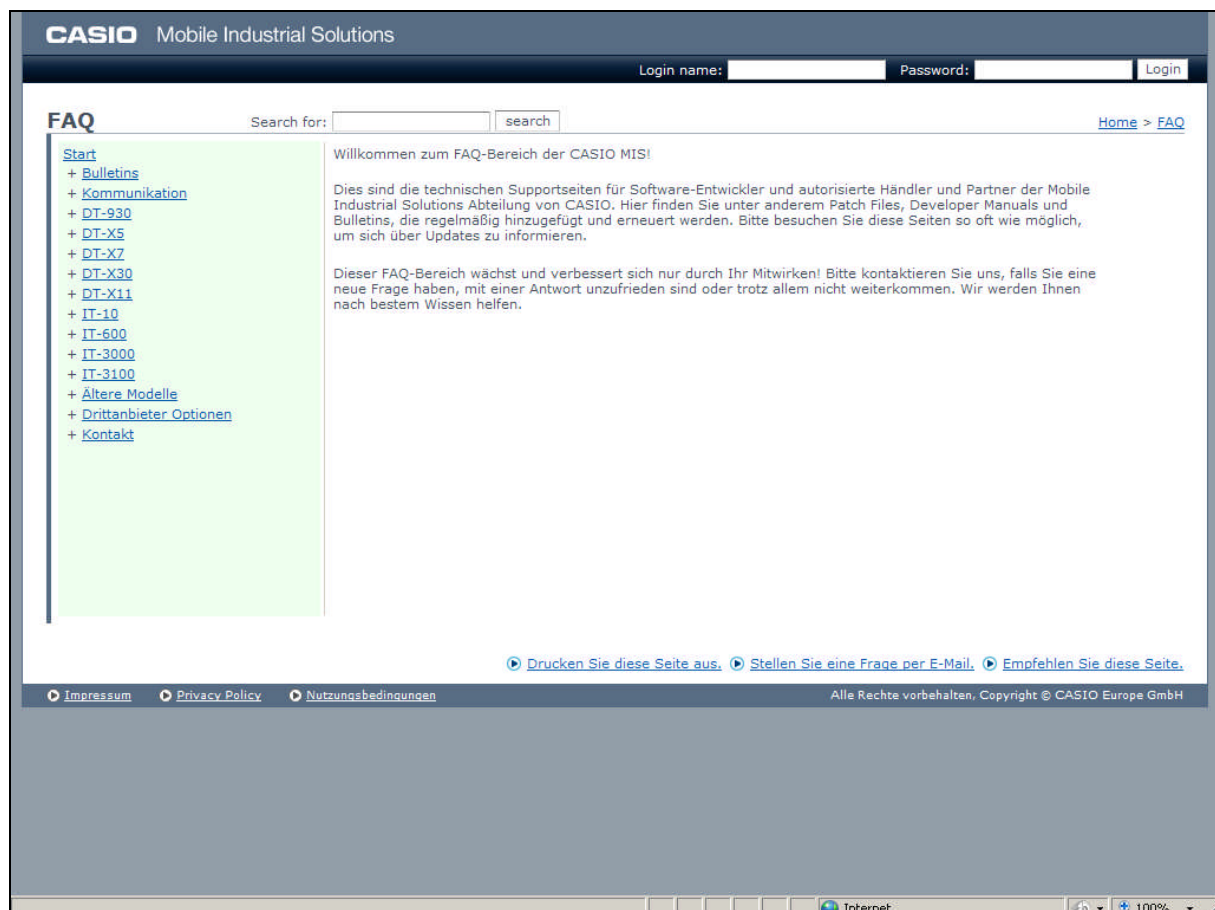 CASIO Mobile Industrial Solutions
Login name: Password: Login
FAQ Search for: search Home > FAQ
Start
+ Bulletins
+ Kommunikation
+ DT-930
+ DT-X5
+ DT-X7
+ DT-X30
+ DT-X11
+ IT-10
+ IT-600
+ IT-3000
+ IT-3100
+ Ältere Modelle
+ Drittanbieter Optionen
+ Kontakt
Willkommen zum FAQ-Bereich der CASIO MIS!
Dies sind die technischen Supportseiten für Software-Entwickler und autorisierte Händler und Partner der Mobile
Industrial Solutions Abteilung von CASIO. Hier finden Sie unter anderem Patch Files, Developer Manuals und
Bulletins, die regelmäßig hinzugefügt und erneuert werden. Bitte besuchen Sie diese Seiten so oft wie möglich,
um sich über Updates zu informieren.
Dieser FAQ-Bereich wächst und verbessert sich nur durch Ihr Mitwirken! Bitte kontaktieren Sie uns, falls Sie eine
neue Frage haben, mit einer Antwort unzufrieden sind oder trotz allem nicht weiterkommen. Wir werden Ihnen
nach bestem Wissen helfen.
Drucken Sie diese Seite aus. Stellen Sie eine Frage per E-Mail. Empfehlen Sie diese Seite.
Impressum Privacy Policy Nutzungsbedingungen Alle Rechte vorbehalten, Copyright © CASIO Europe GmbH
Internet 100%